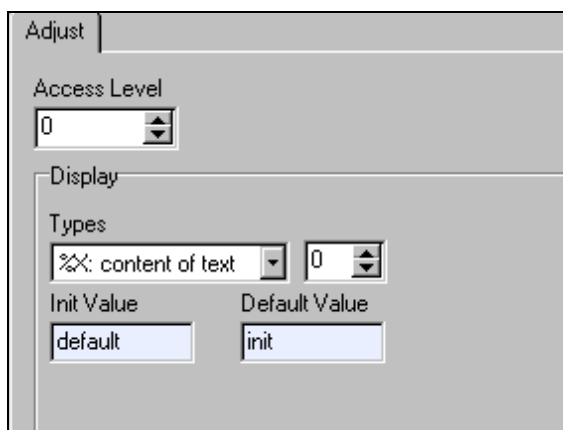 Adjust
Access Level
0
Display
Types
%X: content of text 0
Init Value Default Value
default init